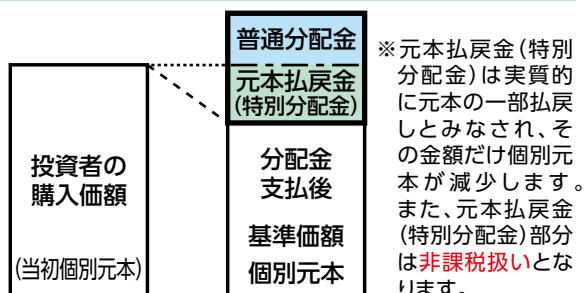 普通分配金
元本払戻金
(特別分配金)
投資者の
購入価額
(当初個別元本)
分配金
支払後
基準価額
個別元本
※元本払戻金(特別
分配金)は実質的
に元本の一部払戻
しとみなされ、そ
の金額だけ個別元
本が減少します。
また、元本払戻金
(特別分配金)部分
は非課税扱いとな
ります。